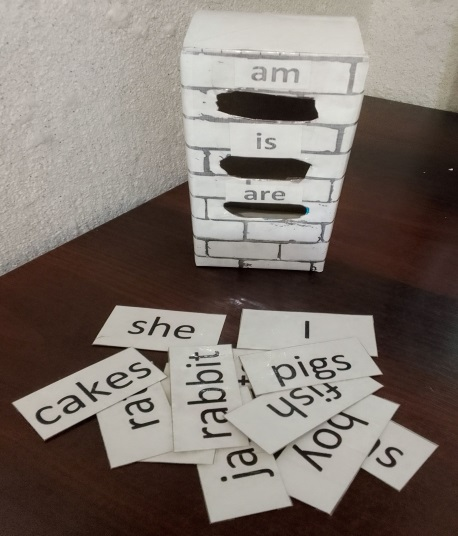 am
is
are
she
I
cakes
rabbit
pigs
fish
boy